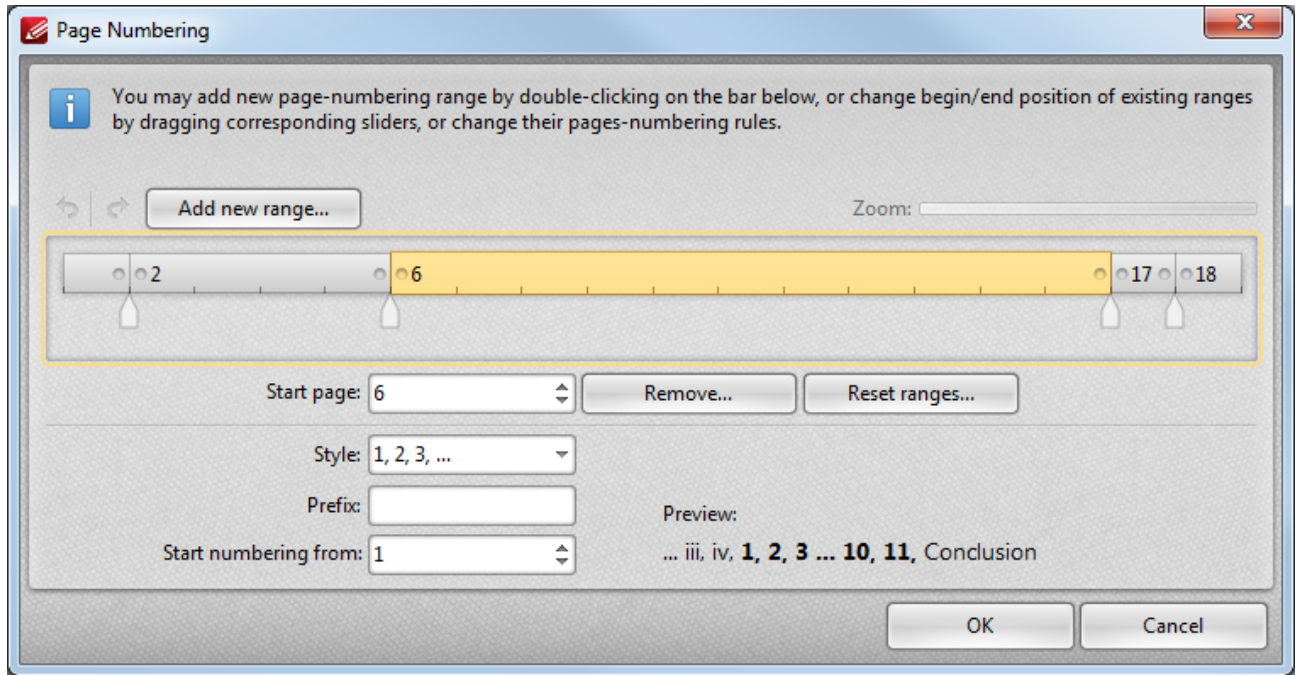 Page Numbering
You may add new page-numbering range by double-clicking on the bar below, or change begin/end position of existing ranges
by dragging corresponding sliders, or change their pages-numbering rules.
Add new range...
Zoom:
2 6 17 18
Start page: 6 Remove... Reset ranges...
Style: 1, 2, 3, ...
Prefix:
Preview:
Start numbering from: 1
... iii, iv, 1, 2, 3 ... 10, 11, Conclusion
OK Cancel